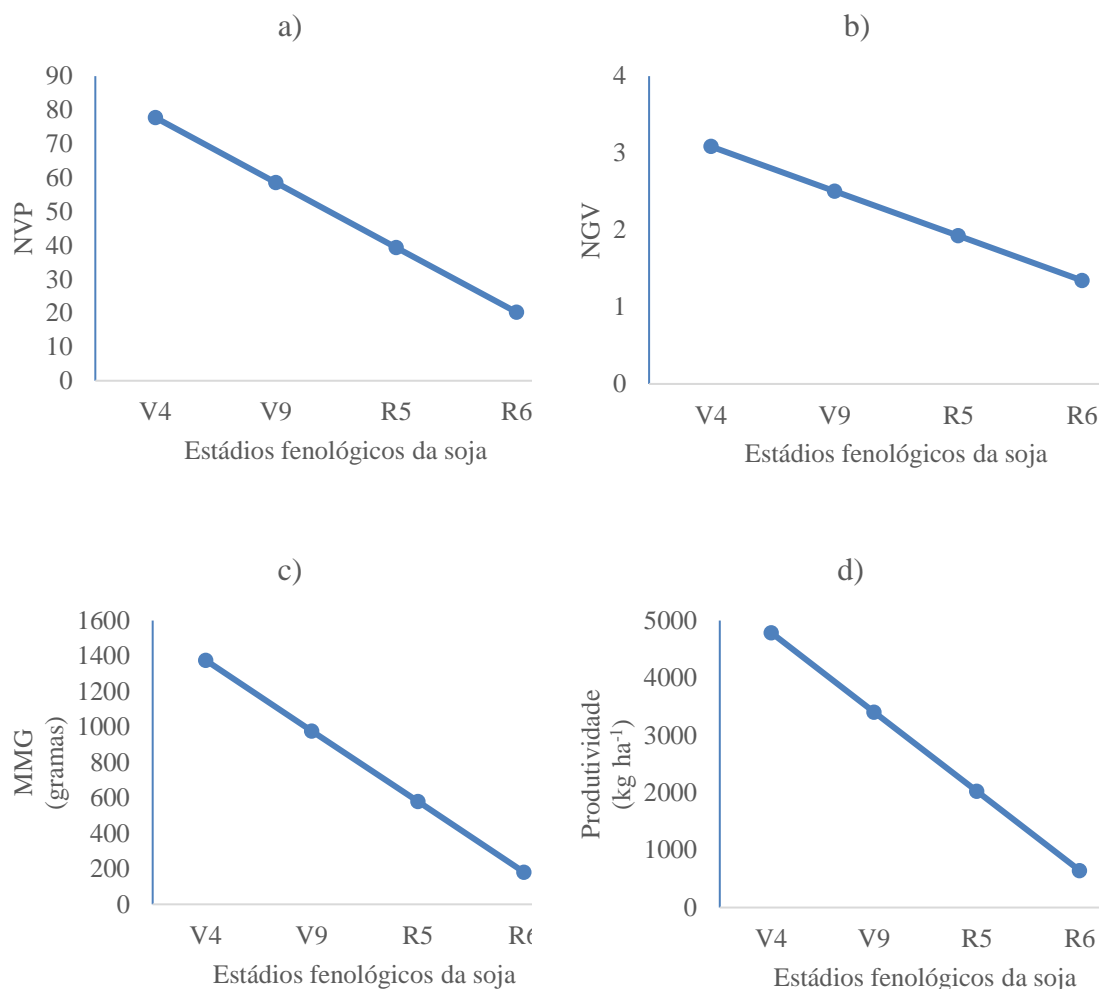 a)
90
80
70
60
50
40
30
20
10
0
NVP
V4 V9 R5 R6
Estádios fenológicos da soja
b)
4
3
2
1
0
NGV
V4 V9 R5 R6
Estádios fenológicos da soja
c)
1600
1400
1200
1000
800
600
400
200
0
MMG
(gramas)
V4 V9 R5 R6
Estádios fenológicos da soja
d)
5000
4000
3000
2000
1000
0
Produtividade
(kg ha⁻¹)
V4 V9 R5 R6
Estádios fenológicos da soja